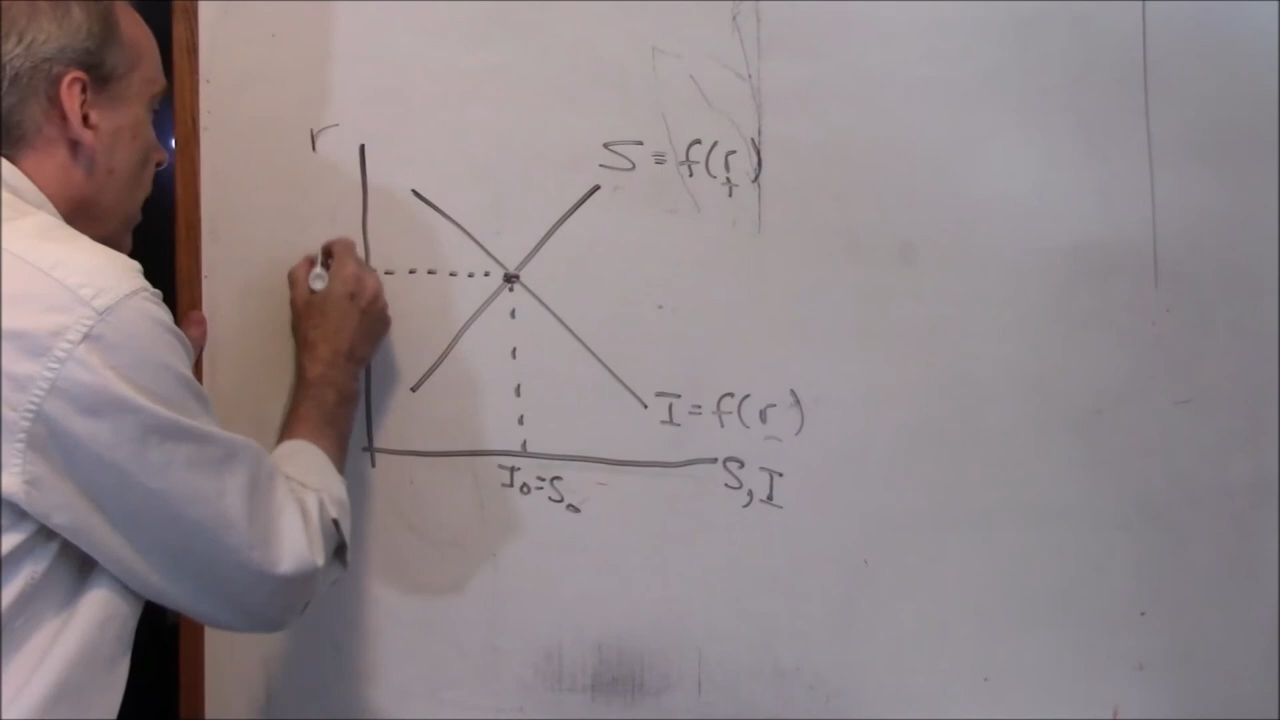 r
S = f(r)
+
I = f(r)
-
S, I
I₀=S₀